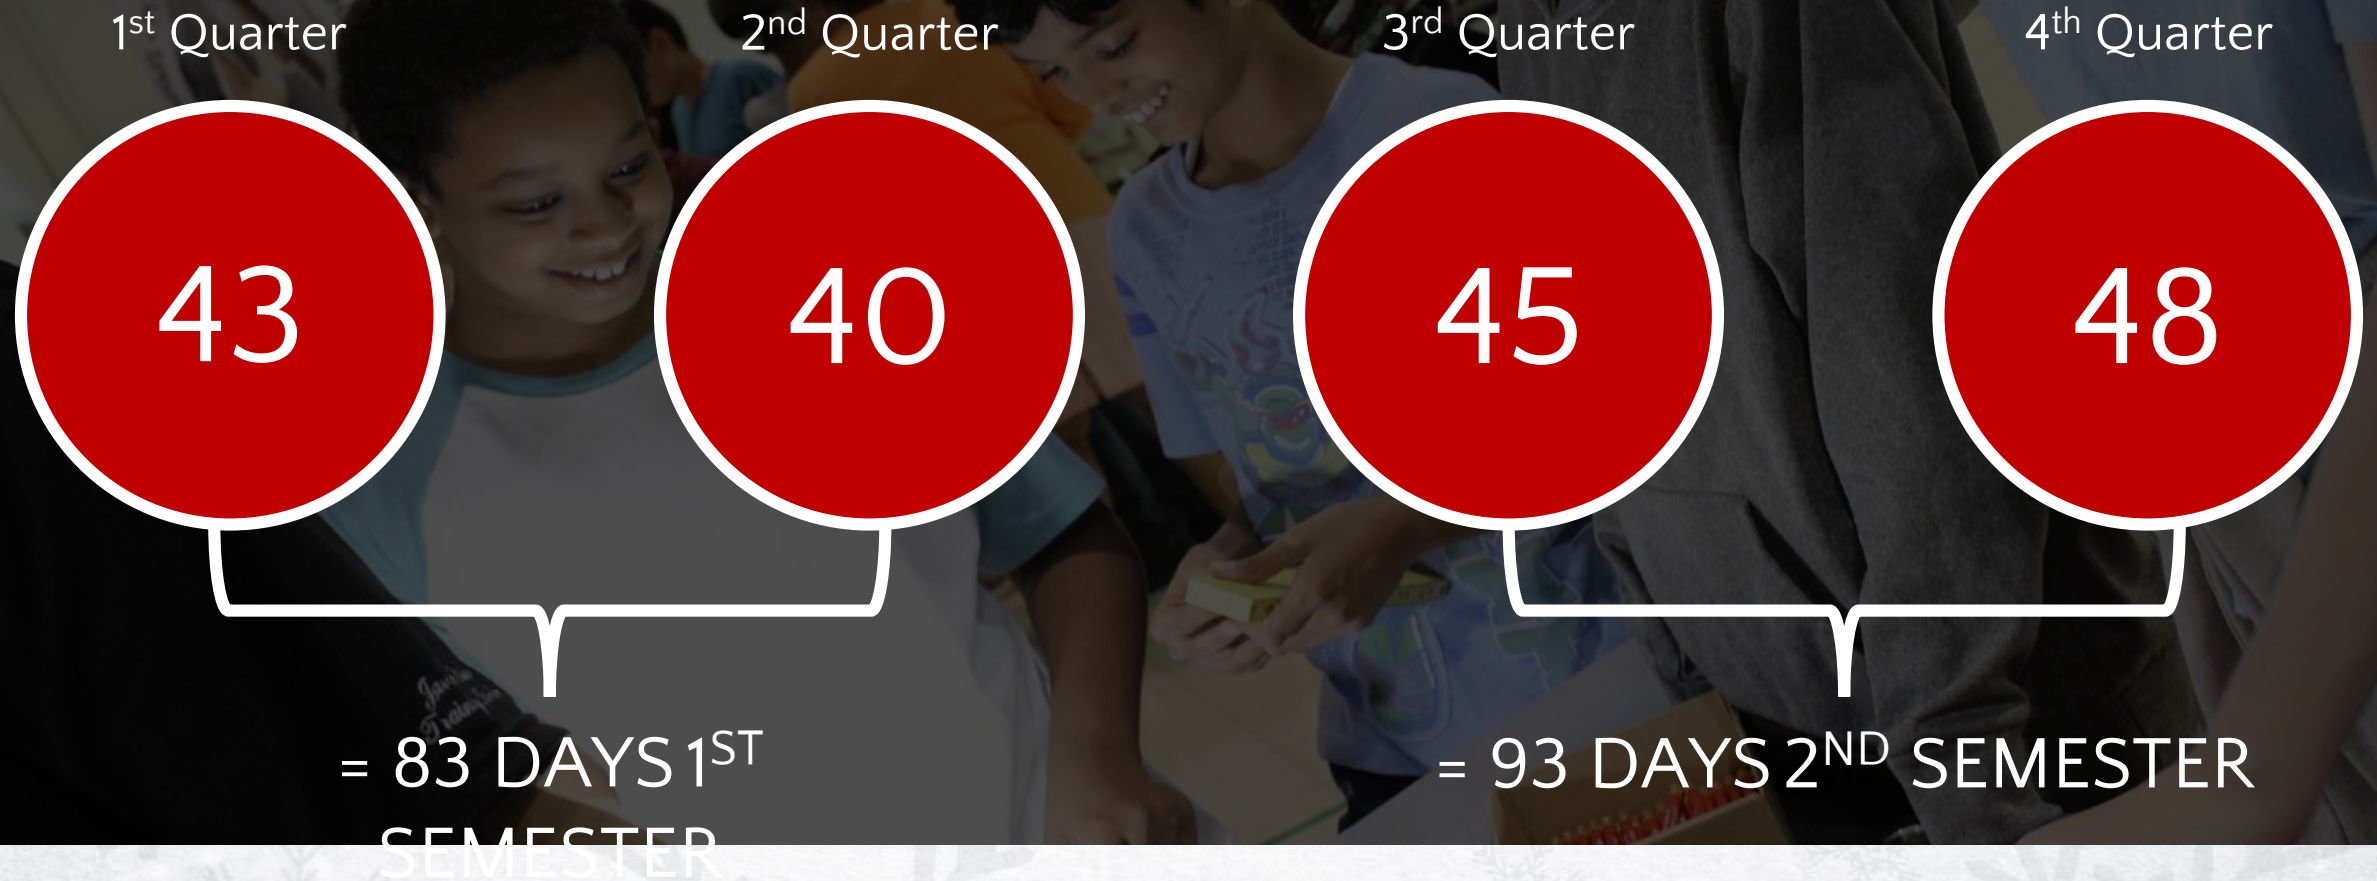 1st Quarter
2nd Quarter
3rd Quarter
4th Quarter
43
40
45
48
= 83 DAYS 1ST
SEMESTER
= 93 DAYS 2ND SEMESTER